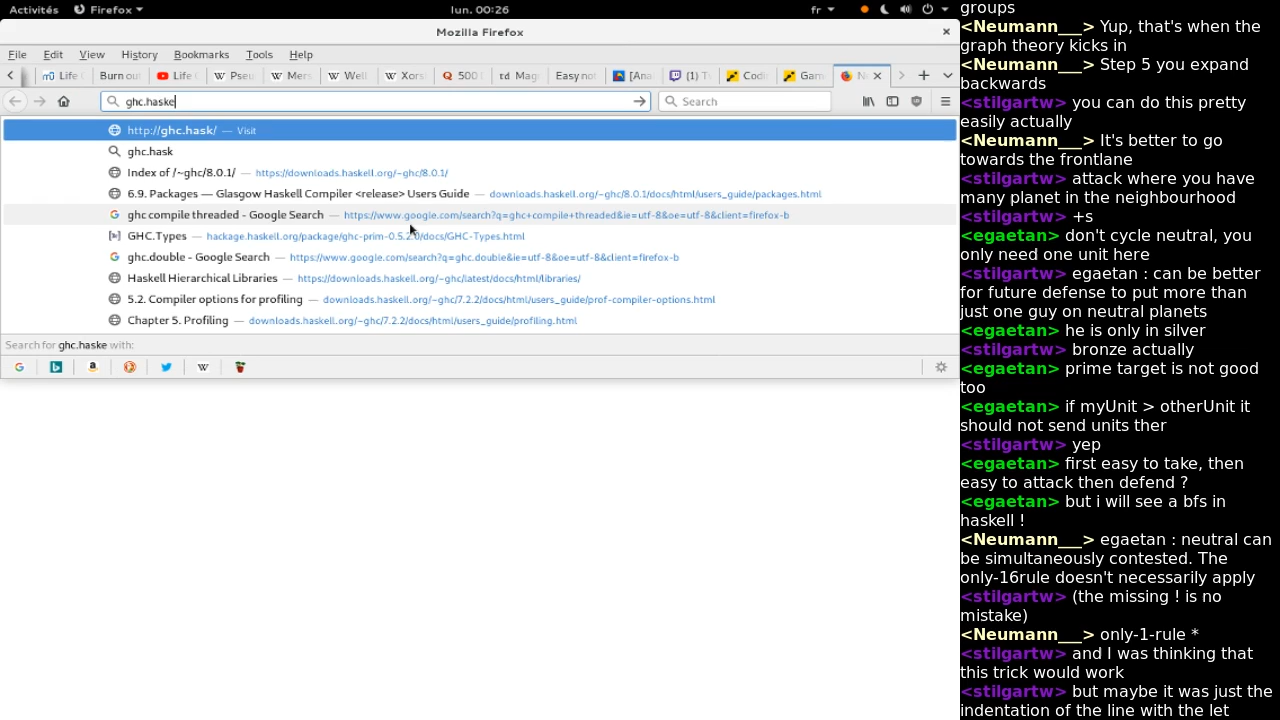 Activités Firefox lun. 00:26 fr
Mozilla Firefox
File Edit View History Bookmarks Tools Help
Life Burn out Life Pseu Mers Well Xors 500 td Mag Easy not [Ana (1) T Codi Gam Ne
ghc.haske Search
http://ghc.hask/ — Visit
ghc.hask
Index of /~ghc/8.0.1/ — https://downloads.haskell.org/~ghc/8.0.1/
6.9. Packages — Glasgow Haskell Compiler <release> Users Guide — downloads.haskell.org/~ghc/8.0.1/docs/html/users_guide/packages.html
ghc compile threaded - Google Search — https://www.google.com/search?q=ghc+compile+threaded&ie=utf-8&oe=utf-8&client=firefox-b
GHC.Types — hackage.haskell.org/package/ghc-prim-0.5.2.0/docs/GHC-Types.html
ghc.double - Google Search — https://www.google.com/search?q=ghc.double&ie=utf-8&oe=utf-8&client=firefox-b
Haskell Hierarchical Libraries — https://downloads.haskell.org/~ghc/latest/docs/html/libraries/
5.2. Compiler options for profiling — downloads.haskell.org/~ghc/7.2.2/docs/html/users_guide/prof-compiler-options.html
Chapter 5. Profiling — downloads.haskell.org/~ghc/7.2.2/docs/html/users_guide/profiling.html
Search for ghc.haske with:
groups
<Neumann___> Yup, that's when the
graph theory kicks in
<Neumann___> Step 5 you expand
backwards
<stilgartw> you can do this pretty
easily actually
<Neumann___> It's better to go
towards the frontlane
<stilgartw> attack where you have
many planet in the neighbourhood
<stilgartw> +s
<egaetan> don't cycle neutral, you
only need one unit here
<stilgartw> egaetan : can be better
for future defense to put more than
just one guy on neutral planets
<egaetan> he is only in silver
<stilgartw> bronze actually
<egaetan> prime target is not good
too
<egaetan> if myUnit > otherUnit it
should not send units ther
<stilgartw> yep
<egaetan> first easy to take, then
easy to attack then defend ?
<egaetan> but i will see a bfs in
haskell !
<Neumann___> egaetan : neutral can
be simultaneously contested. The
only-16rule doesn't necessarily apply
<stilgartw> (the missing ! is no
mistake)
<Neumann___> only-1-rule *
<stilgartw> and I was thinking that
this trick would work
<stilgartw> but maybe it was just the
indentation of the line with the let